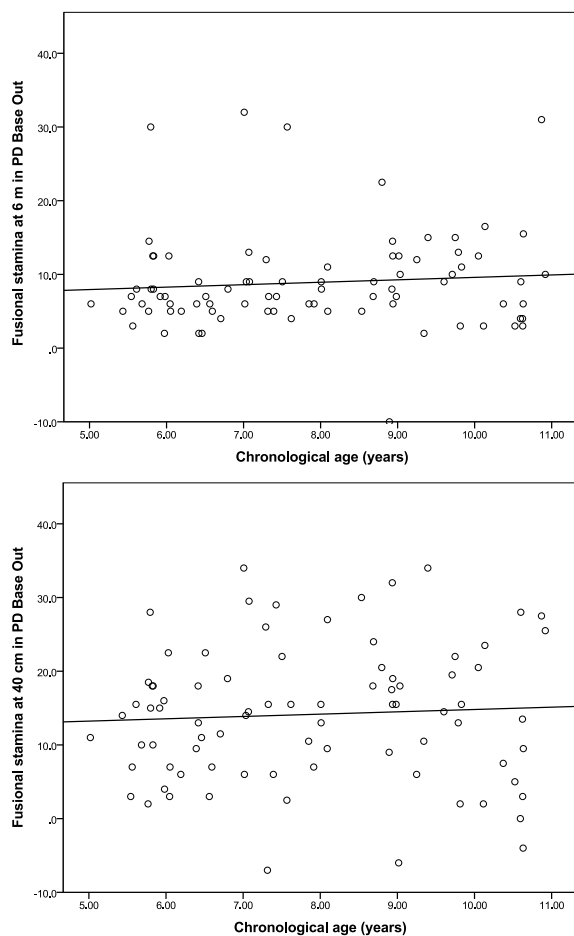 40.0
30.0
20.0
10.0
.0
-10.0
Fusional stamina at 6 m in PD Base Out
5.00 6.00 7.00 8.00 9.00 10.00 11.00
Chronological age (years)
40.0
30.0
20.0
10.0
.0
-10.0
Fusional stamina at 40 cm in PD Base Out
5.00 6.00 7.00 8.00 9.00 10.00 11.00
Chronological age (years)